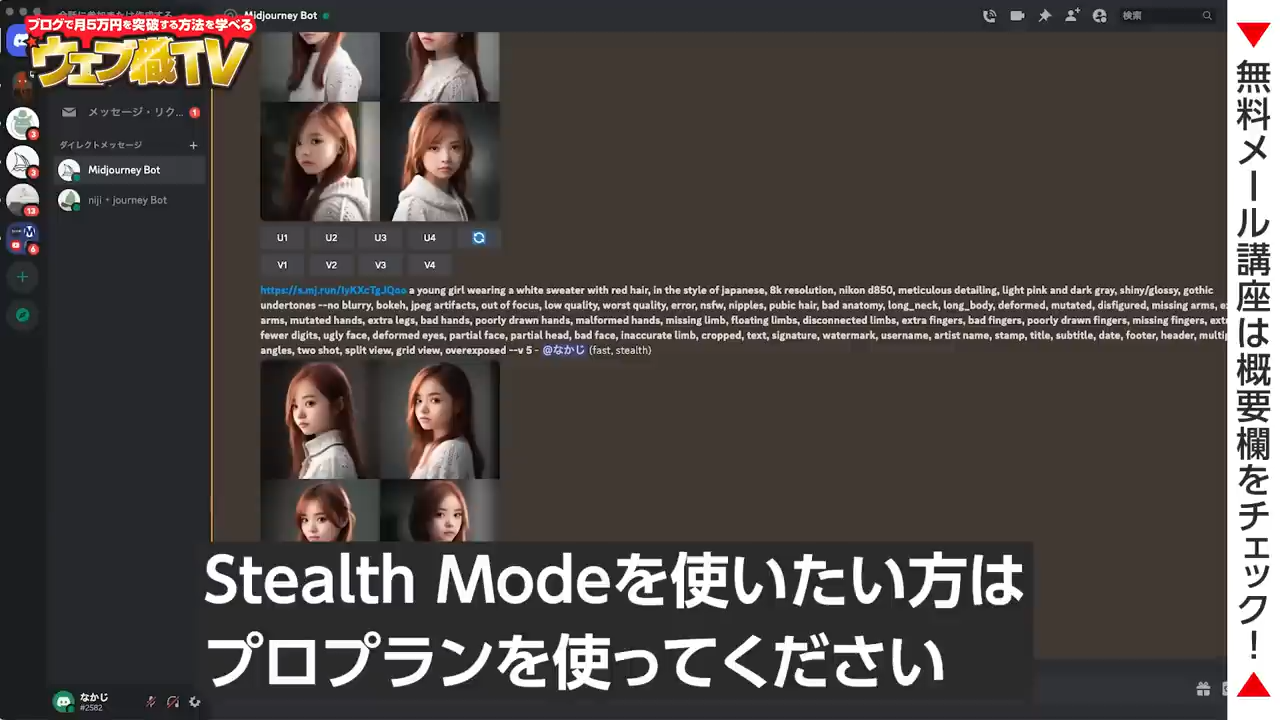 ブログで月5万円を突破する方法を学べる
ウェブ職TV
Midjourney Bot
検索
メッセージ・リク...
1
ダイレクトメッセージ
Midjourney Bot
niji・journey Bot
3
3
13
6
U1 U2 U3 U4
V1 V2 V3 V4
a young girl wearing a white sweater with red hair, in the style of japanese, 8k resolution, nikon d850, meticulous detailing, light pink and dark gray, shiny/glossy, gothic
undertones --no blurry, bokeh, jpeg artifacts, out of focus, low quality, worst quality, error, nsfw, nipples, pubic hair, bad anatomy, long_neck, long_body, deformed, mutated, disfigured, missing arms,
arms, mutated hands, extra legs, bad hands, poorly drawn hands, malformed hands, missing limb, floating limbs, disconnected limbs, extra fingers, bad fingers, poorly drawn fingers, missing fingers,
fewer digits, ugly face, deformed eyes, partial face, partial head, bad face, inaccurate limb, cropped, text, signature, watermark, username, artist name, stamp, title, subtitle, date, footer, header,
angles, two shot, split view, grid view, overexposed --v 5 - @なかじ (fast, stealth)
Stealth Modeを使いたい方は
プロプランを使ってください
なかじ
#2582
無料メール講座は概要欄をチェック！